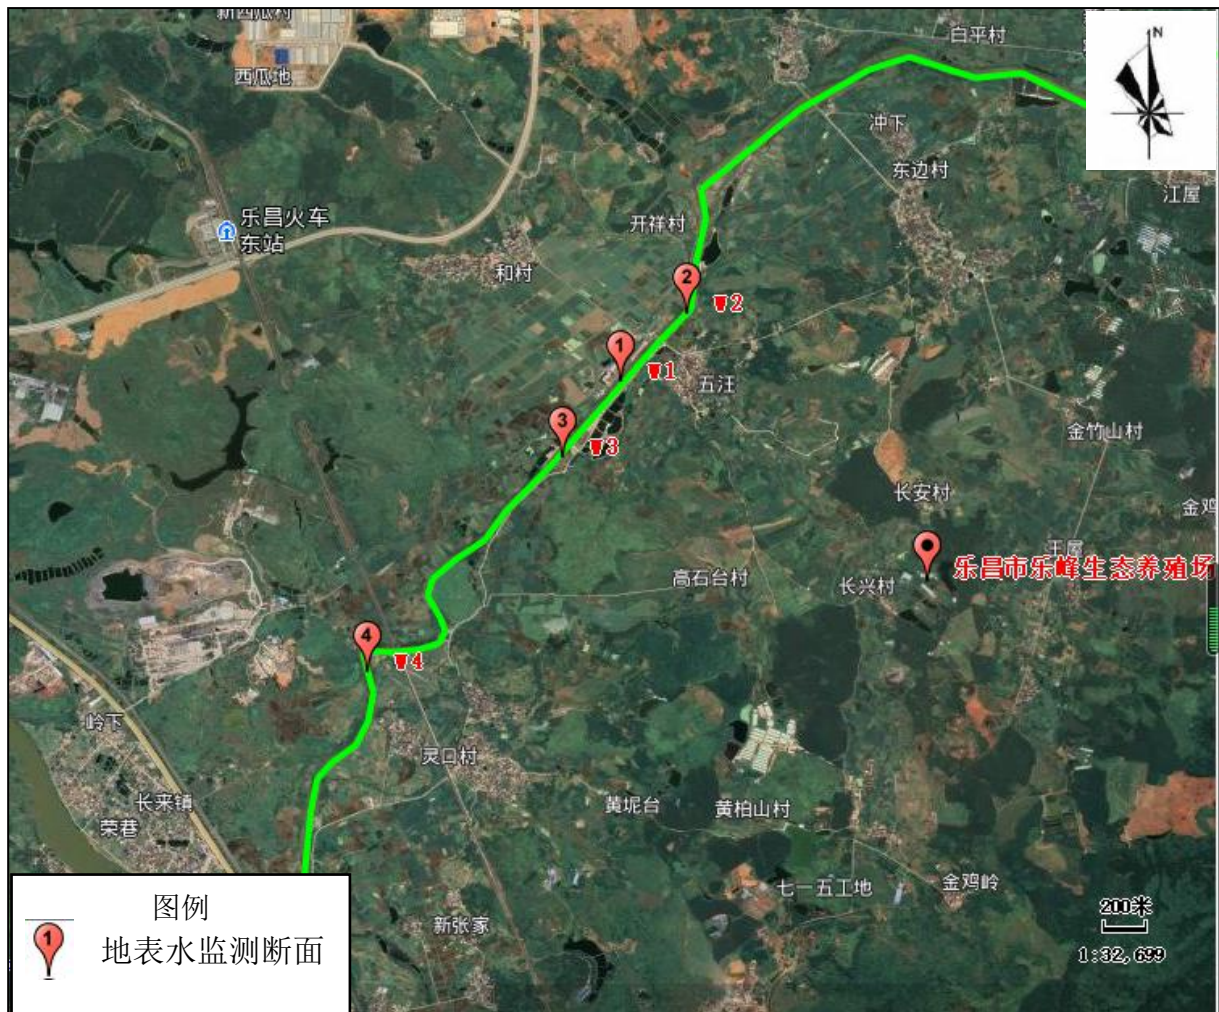 新西瓜村
白平村
N
西瓜地
冲下
东边村
江屋
乐昌火车
东站
开祥村
和村
2
W2
1
W1
五汪
3
W3
金竹山村
长安村
金鸡
王屋
乐昌市乐峰生态养殖场
高石台村
长兴村
4
W4
岭下
灵口村
长来镇
荣巷
黄坭台
黄柏山村
七一五工地
金鸡岭
新张家
200米
1:32,699
图例
1
地表水监测断面